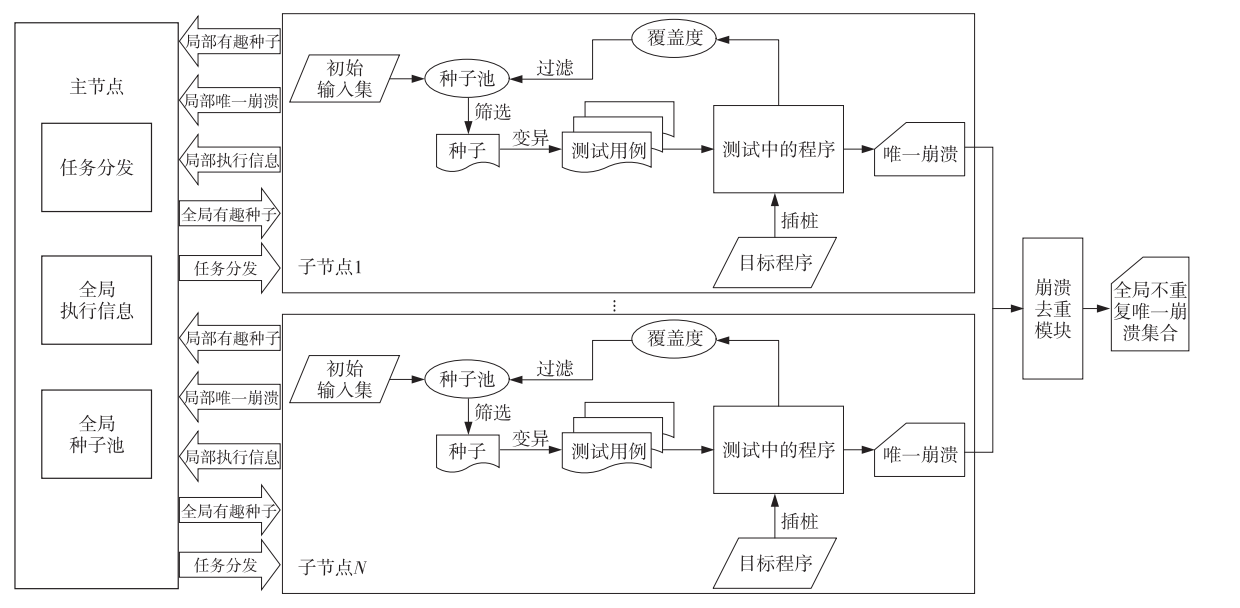 主节点
任务分发
全局
执行信息
全局
种子池
局部有趣种子
局部唯一崩溃
局部执行信息
全局有趣种子
任务分发
初始
输入集
种子池
过滤
覆盖度
筛选
种子
变异
测试用例
测试中的程序
唯一崩溃
插桩
目标程序
子节点1
⋮
局部有趣种子
局部唯一崩溃
局部执行信息
全局有趣种子
任务分发
初始
输入集
种子池
过滤
覆盖度
筛选
种子
变异
测试用例
测试中的程序
唯一崩溃
插桩
目标程序
子节点N
崩溃
去重
模块
全局不重
复唯一崩
溃集合